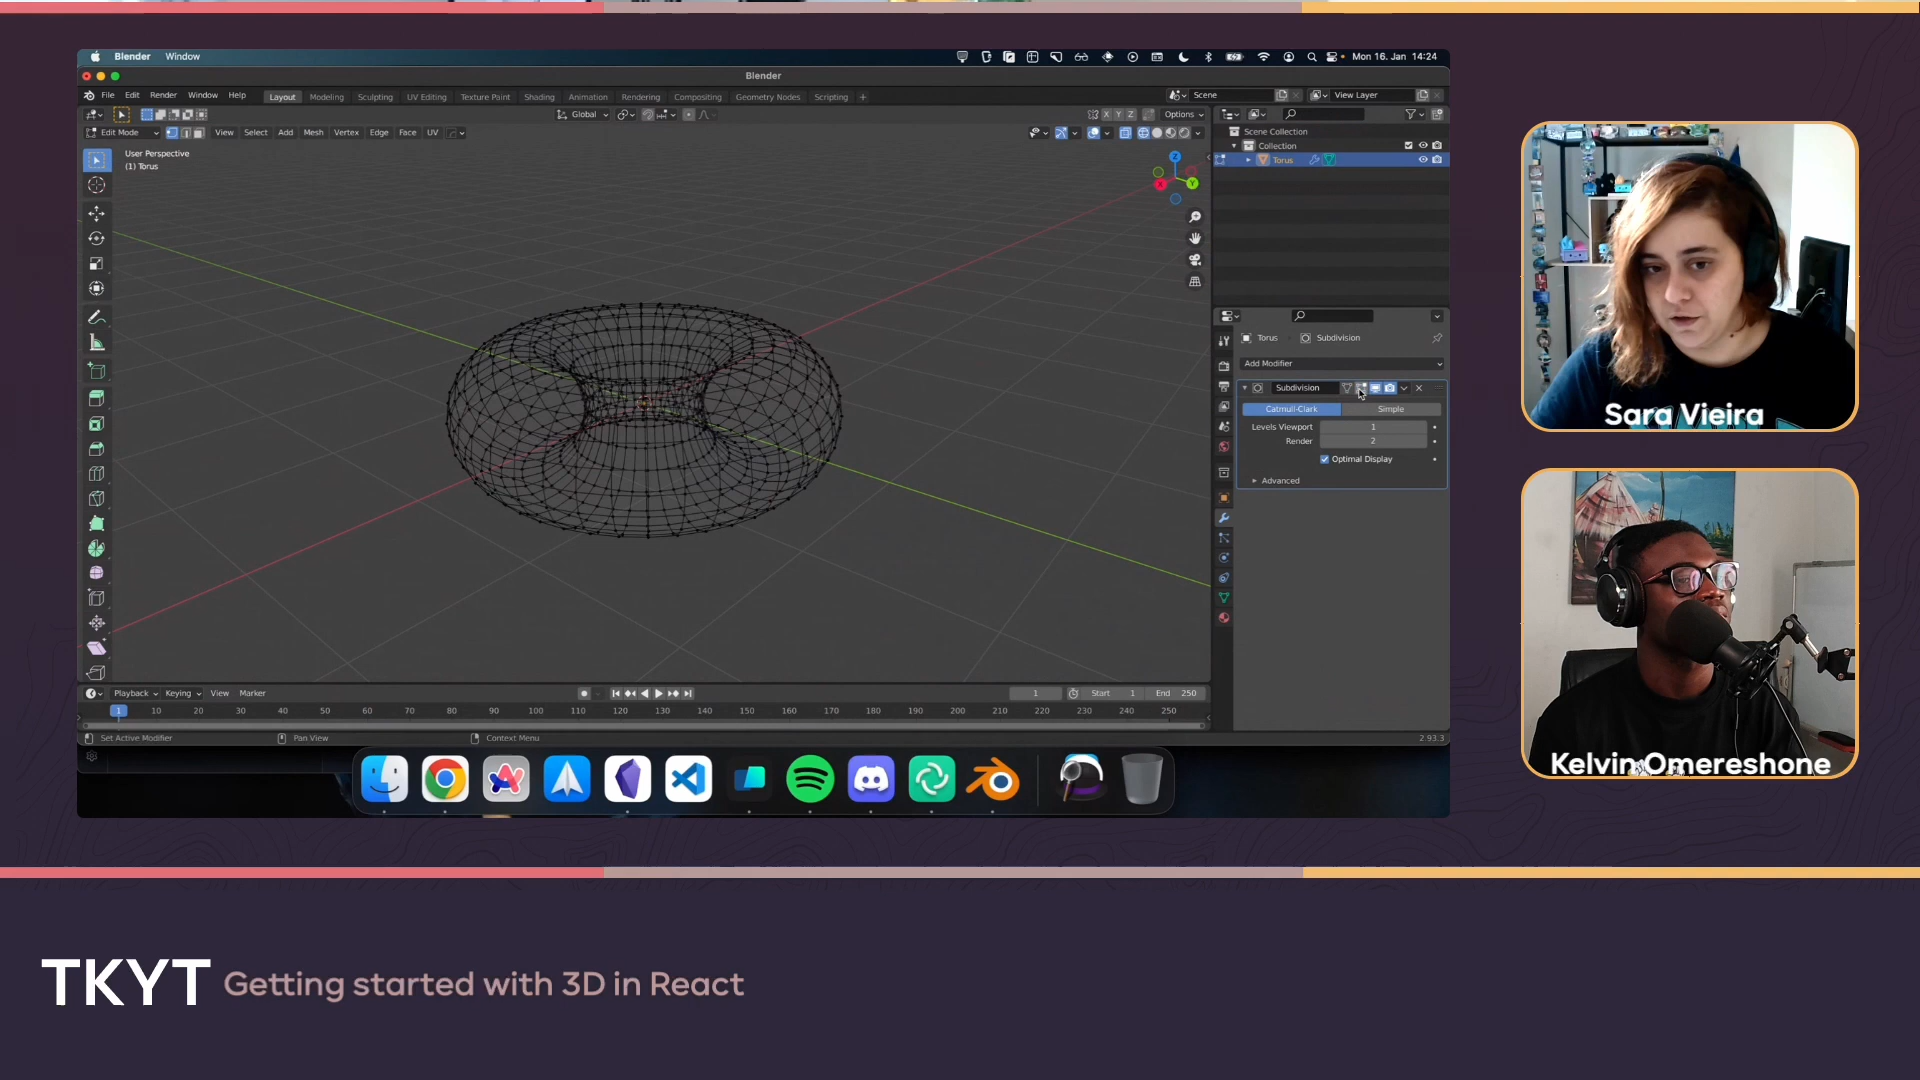 Blender Window
Mon 16. Jan 14:24
Blender
File Edit Render Window Help
Layout Modeling Sculpting UV Editing Texture Paint Shading Animation Rendering Compositing Geometry Nodes Scripting +
Scene
View Layer
Global
X Y Z
Options
Edit Mode
View Select Add Mesh Vertex Edge Face UV
Scene Collection
Collection
Torus
User Perspective
(1) Torus
Z
X
Y
Torus
Subdivision
Add Modifier
Subdivision
Catmull-Clark
Simple
Levels Viewport 1
Render 2
Optimal Display
Advanced
Playback Keying View Marker
1
Start 1
End 250
1 10 20 30 40 50 60 70 80 90 100 110 120 130 140 150 160 170 180 190 200 210 220 230 240 250
Set Active Modifier
Pan View
Context Menu
2.93.3
Sara Vieira
Kelvin Omereshone
TKYT Getting started with 3D in React